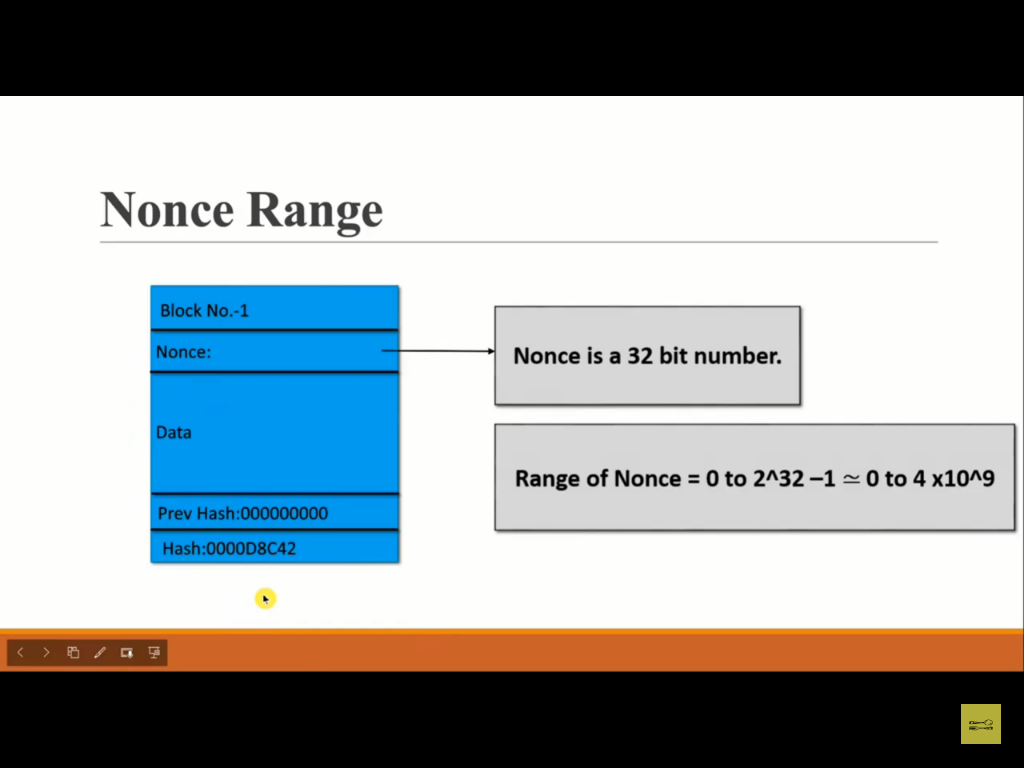 Nonce Range
Block No.-1
Nonce:
Data
Prev Hash:000000000
Hash:0000D8C42
Nonce is a 32 bit number.
Range of Nonce = 0 to 2^32 –1 ≃ 0 to 4 x10^9